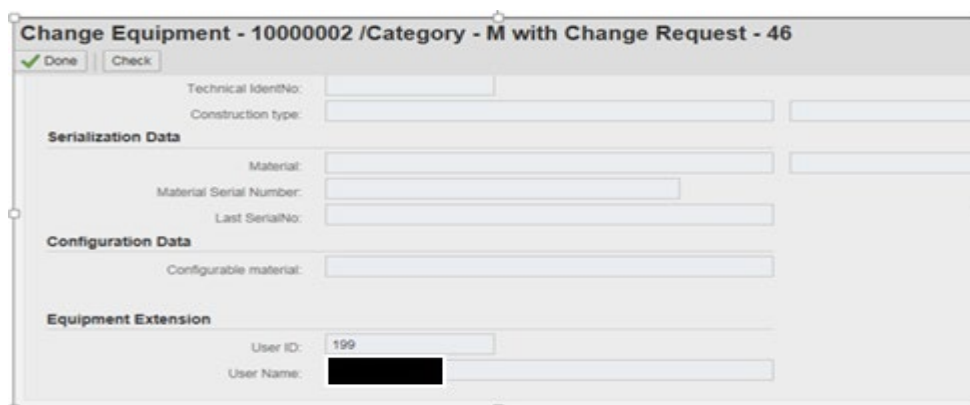 Change Equipment - 10000002 /Category - M with Change Request - 46
Done Check
Technical IdentNo:
Construction type:
Serialization Data
Material:
Material Serial Number:
Last SerialNo:
Configuration Data
Configurable material:
Equipment Extension
User ID: 199
User Name: